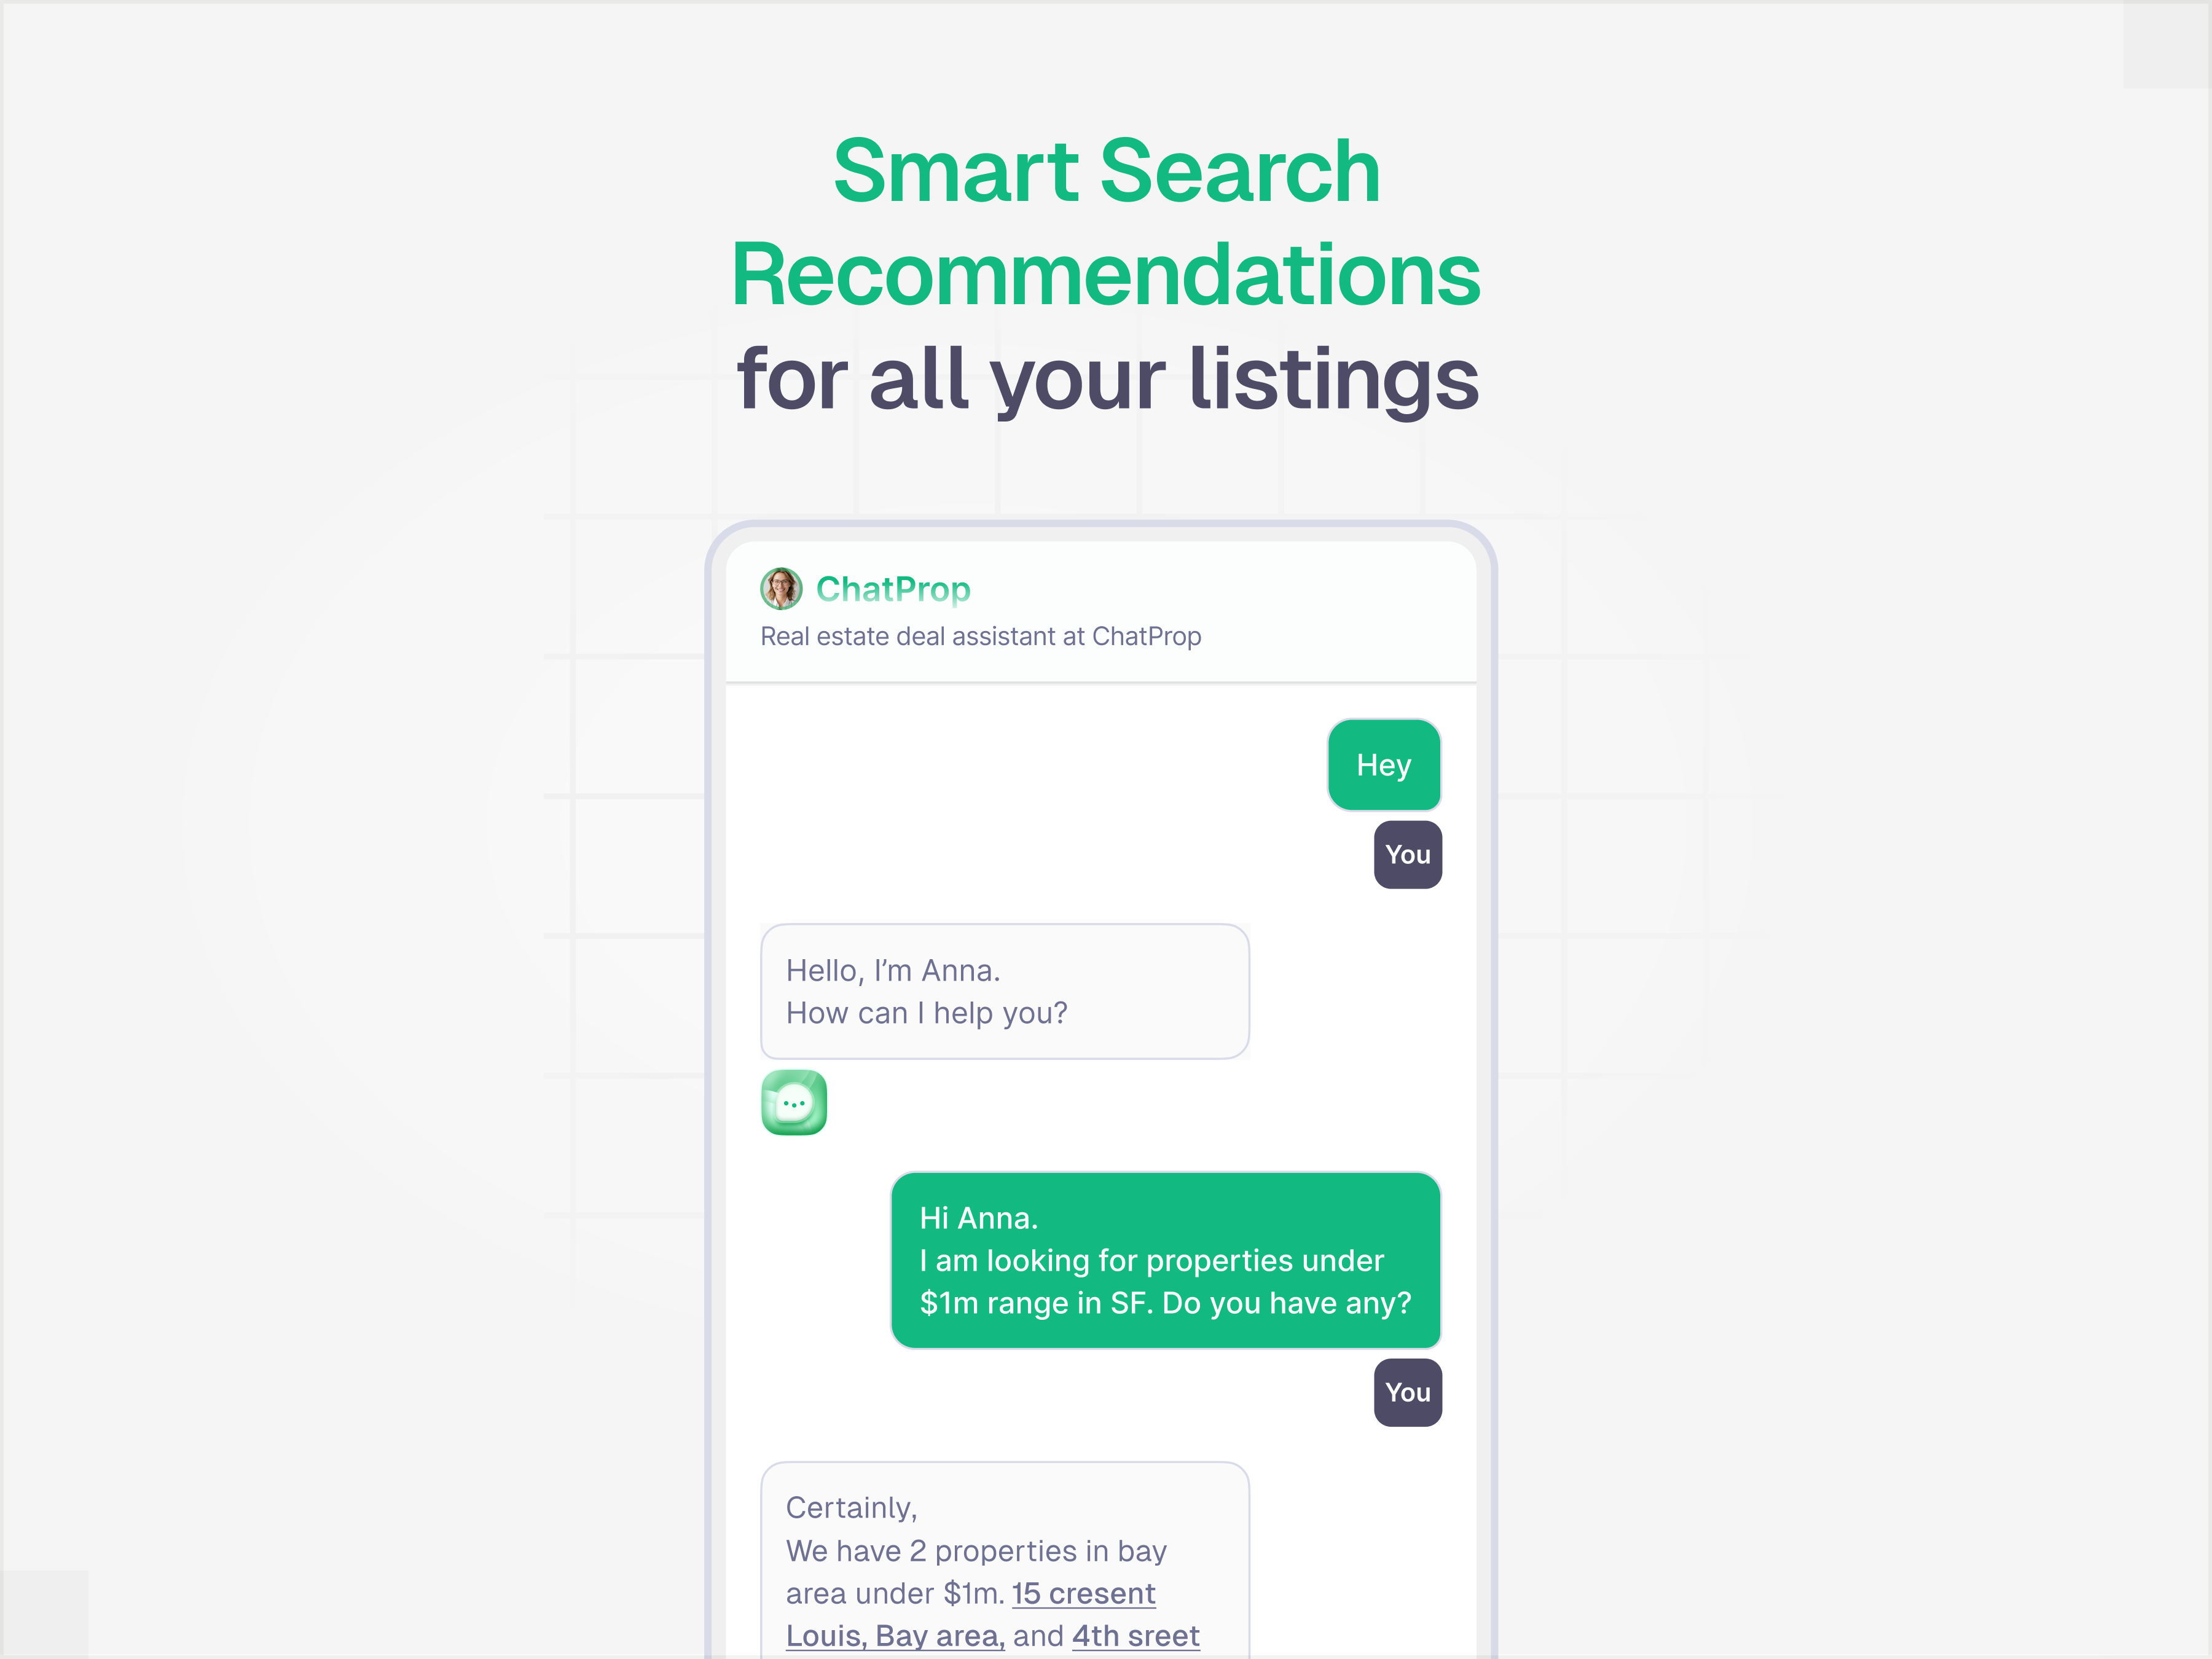 Smart Search
Recommendations
for all your listings
ChatProp
Real estate deal assistant at ChatProp
Hey
You
Hello, I’m Anna.
How can I help you?
Hi Anna.
I am looking for properties under
$1m range in SF. Do you have any?
You
Certainly,
We have 2 properties in bay
area under $1m. 15 cresent
Louis, Bay area, and 4th sreet